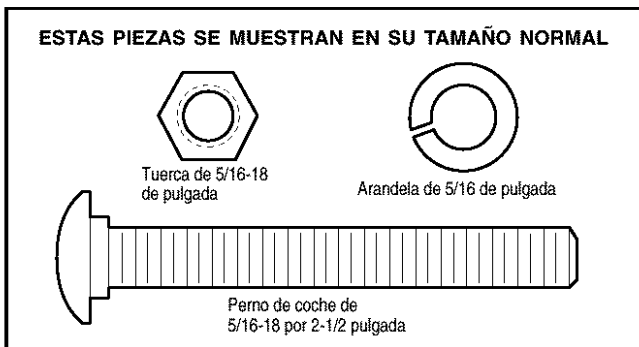 ESTAS PIEZAS SE MUESTRAN EN SU TAMAÑO NORMAL
Tuerca de 5/16-18
de pulgada
Arandela de 5/16 de pulgada
Perno de coche de
5/16-18 por 2-1/2 pulgada